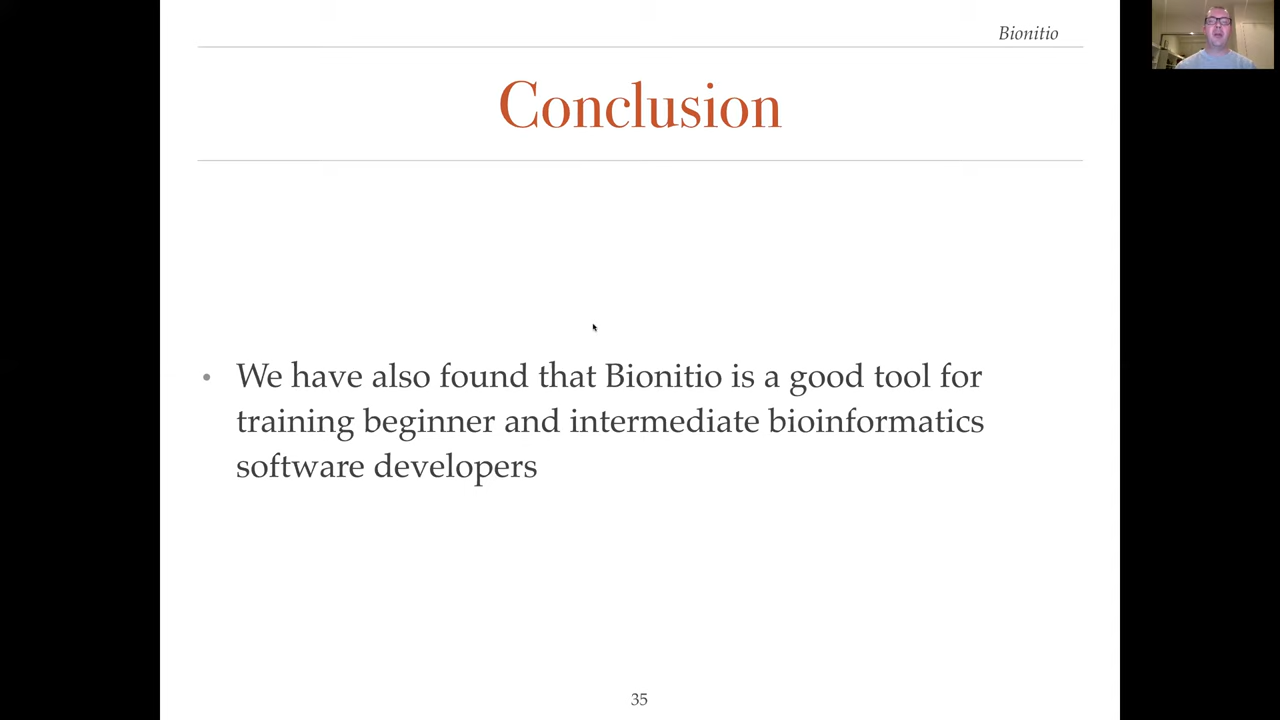 Bionitio
Conclusion
• We have also found that Bionitio is a good tool for
training beginner and intermediate bioinformatics
software developers
35